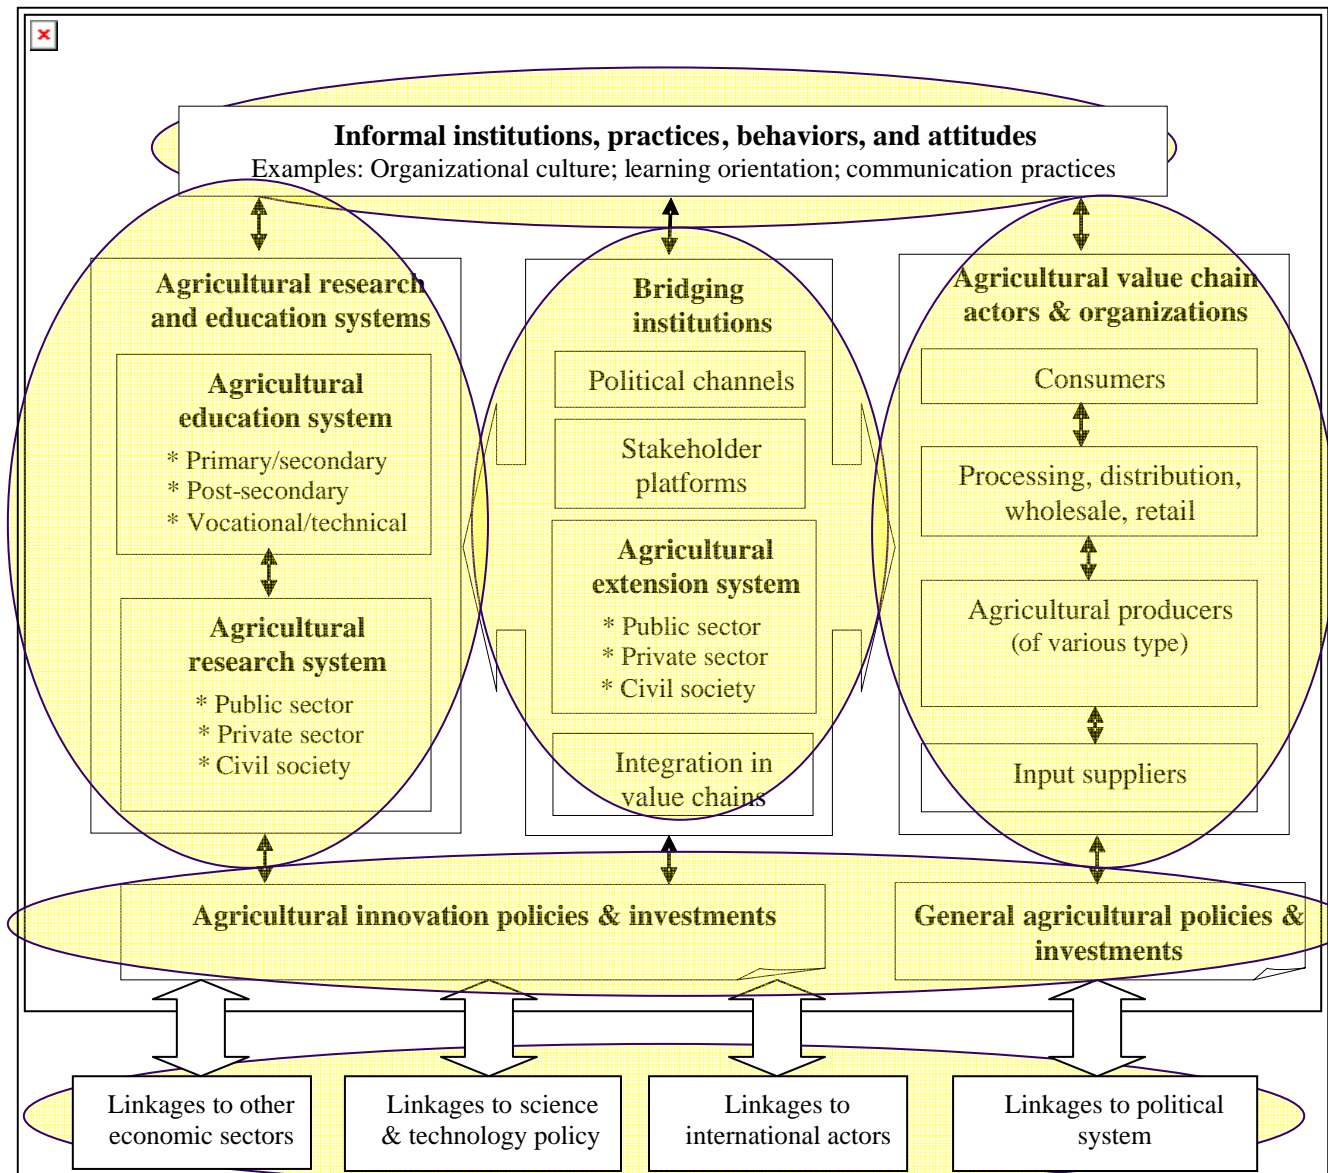 Informal institutions, practices, behaviors, and attitudes
Examples: Organizational culture; learning orientation; communication practices
Agricultural research
and education systems
Agricultural
education system
* Primary/secondary
* Post-secondary
* Vocational/technical
Agricultural
research system
* Public sector
* Private sector
* Civil society
Bridging
institutions
Political channels
Stakeholder
platforms
Agricultural
extension system
* Public sector
* Private sector
* Civil society
Integration in
value chains
Agricultural value chain
actors & organizations
Consumers
Processing, distribution,
wholesale, retail
Agricultural producers
(of various type)
Input suppliers
Agricultural innovation policies & investments
General agricultural policies &
investments
Linkages to other
economic sectors
Linkages to science
& technology policy
Linkages to
international actors
Linkages to political
system